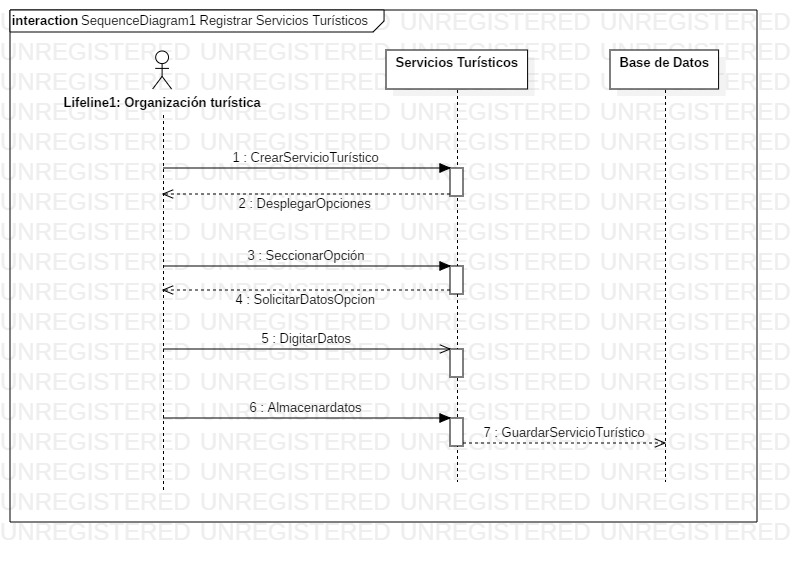 interaction SequenceDiagram1 Registrar Servicios Turísticos
Servicios Turísticos
Base de Datos
Lifeline1: Organización turística
1 : CrearServicioTurístico
2 : DesplegarOpciones
3 : SeccionarOpción
4 : SolicitarDatosOpcion
5 : DigitarDatos
6 : Almacenardatos
7 : GuardarServicioTurístico
UNREGISTERED UNREGISTERED UNREGISTERED UNREGISTERED